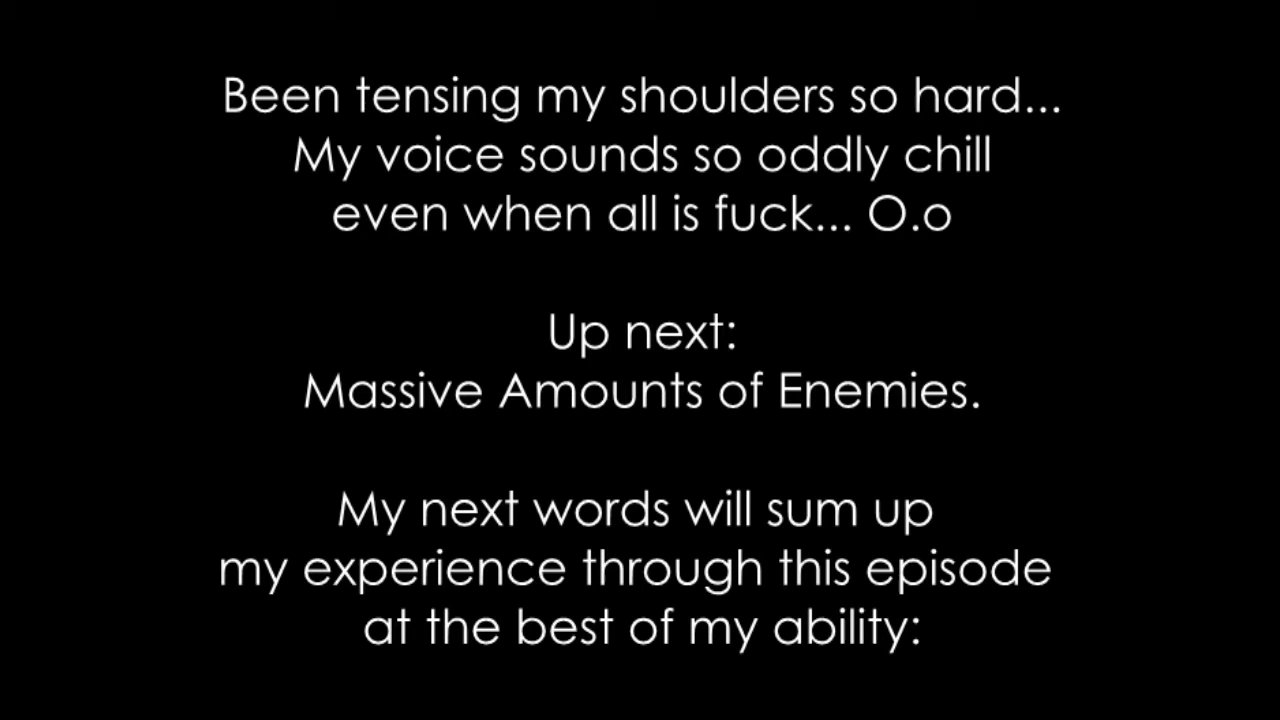 Been tensing my shoulders so hard...
My voice sounds so oddly chill
even when all is fuck... O.o
Up next:
Massive Amounts of Enemies.
My next words will sum up
my experience through this episode
at the best of my ability: